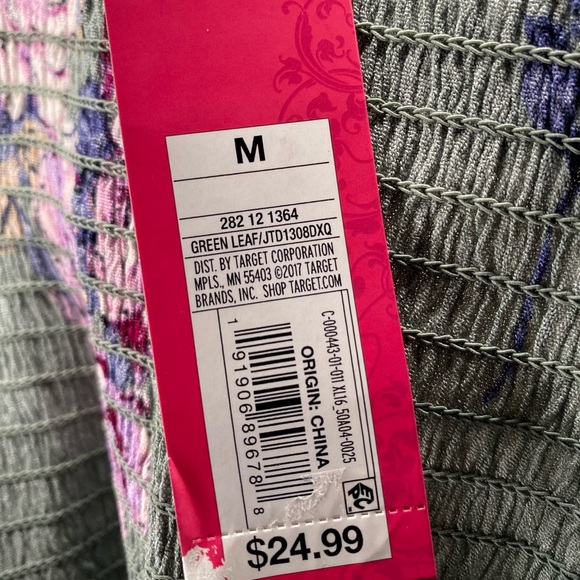 M
282 12 1364
GREEN LEAF/JTD1308DXQ
DIST. BY TARGET CORPORATION
MPLS., MN 55403 ©2017 TARGET
BRANDS, INC. SHOP TARGET.COM
C-000443-01-011 XL16_50A04-0025
ORIGIN: CHINA
1 91906 89678 8
$24.99